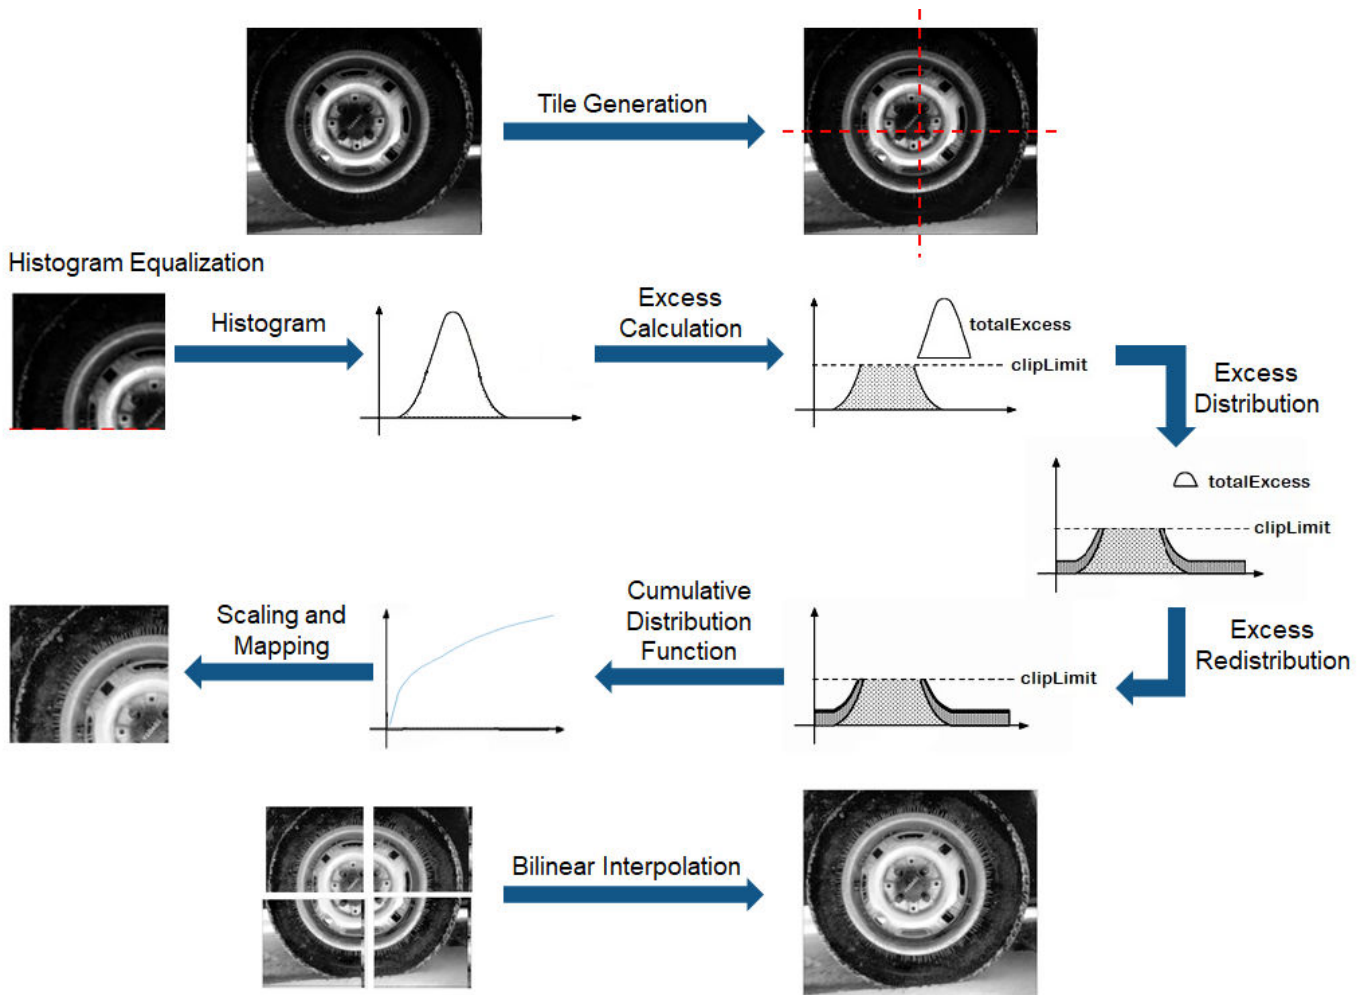 Tile Generation
Histogram Equalization
Histogram
Excess
Calculation
totalExcess
clipLimit
Excess
Distribution
totalExcess
clipLimit
Excess
Redistribution
clipLimit
Cumulative
Distribution
Function
Scaling and
Mapping
Bilinear Interpolation